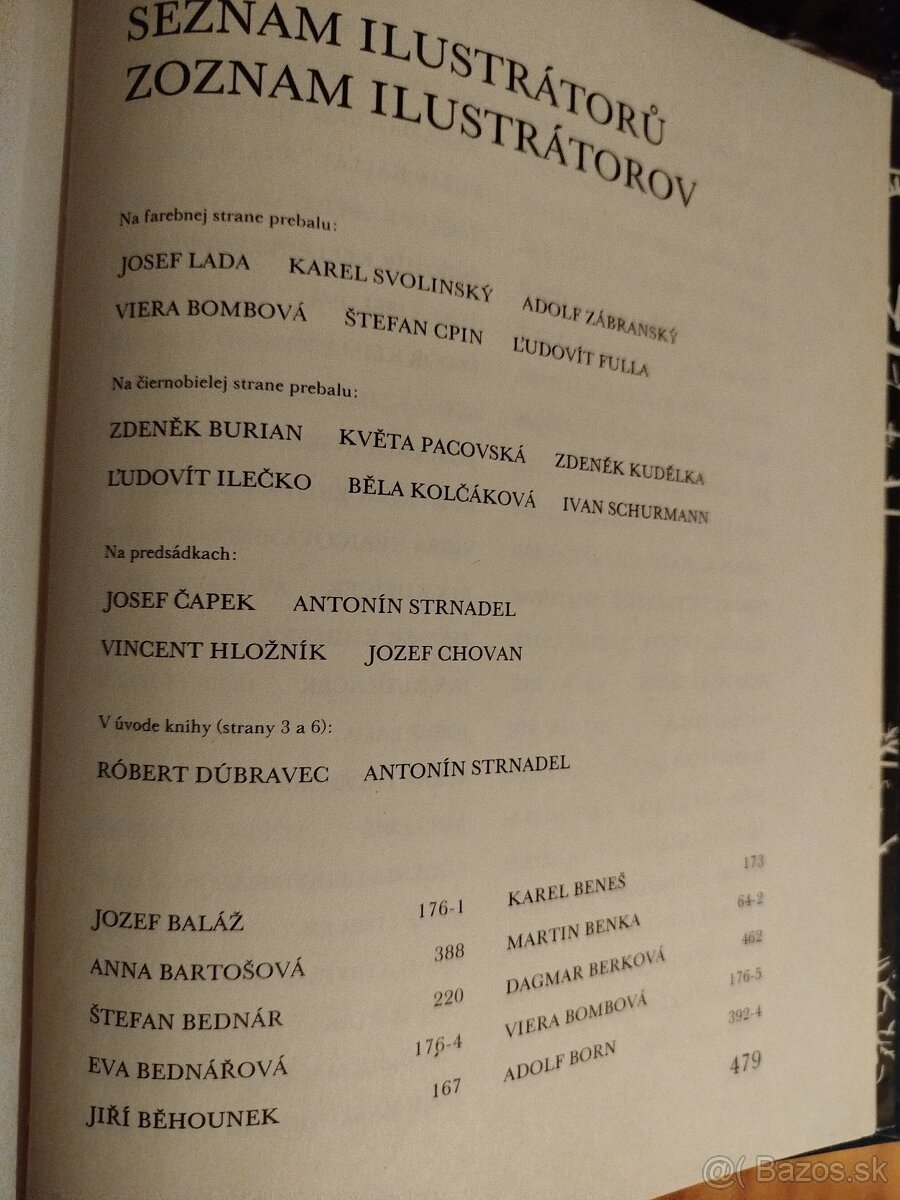 SEZNAM ILUSTRÁTORŮ
ZOZNAM ILUSTRÁTOROV
Na farebnej strane prebalu:
JOSEF LADA KAREL SVOLINSKÝ ADOLF ZÁBRANSKÝ
VIERA BOMBOVÁ ŠTEFAN CPIN ĽUDOVÍT FULLA
Na čiernobielej strane prebalu:
ZDENĚK BURIAN KVĚTA PACOVSKÁ ZDENĚK KUDĚLKA
ĽUDOVÍT ILEČKO BĚLA KOLČÁKOVÁ IVAN SCHURMANN
Na predsádkach:
JOSEF ČAPEK ANTONÍN STRNADEL
VINCENT HLOŽNÍK JOZEF CHOVAN
V úvode knihy (strany 3 a 6):
RÓBERT DÚBRAVEC ANTONÍN STRNADEL
JOZEF BALÁŽ 176-1
ANNA BARTOŠOVÁ 388
ŠTEFAN BEDNÁR 220
EVA BEDNÁŘOVÁ 176-4
JIŘÍ BĚHOUNEK 167
KAREL BENEŠ 173
MARTIN BENKA 64-2
DAGMAR BERKOVÁ 462
VIERA BOMBOVÁ 176-5
ADOLF BORN 392-4
479
@( Bazos.sk